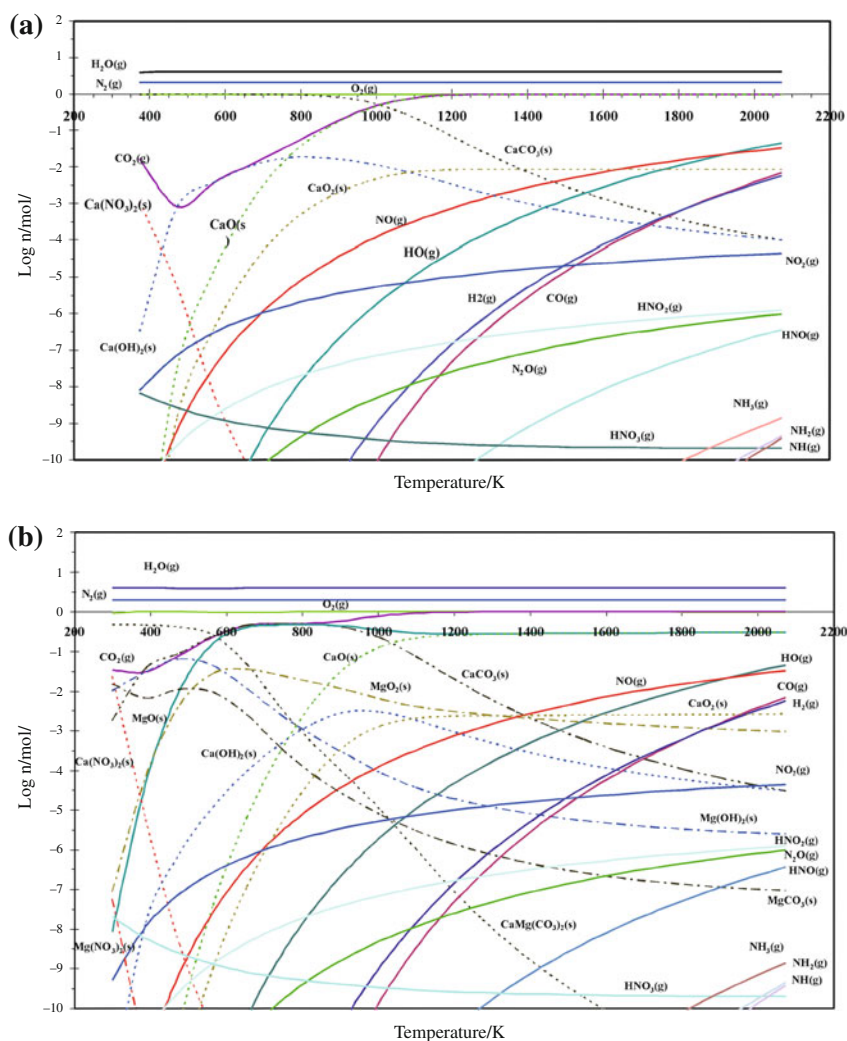 (a)
2
H2O(g)
1
N2(g)
O2(g)
0
200 400 600 800 1000 1200 1400 1600 1800 2000 2200
−1
CaCO3(s)
CO2(g)
−2
CaO2(s)
Ca(NO3)2(s)
−3
CaO(s
)
NO(g)
−4
HO(g)
NO2(g)
−5
H2(g)
CO(g)
HNO2(g)
−6
HNO(g)
Ca(OH)2(s)
−7
N2O(g)
−8
NH3(g)
−9
HNO3(g)
NH2(g)
NH(g)
−10
Log n/mol/
Temperature/K
(b)
2
H2O(g)
1
N2(g)
O2(g)
0
200 400 600 800 1000 1200 1400 1600 1800 2000 2200
−1
CO2(g)
CaO(s)
CaCO3(s)
HO(g)
−2
MgO2(s)
NO(g)
CO(g)
MgO(s)
CaO2(s)
H2(g)
−3
Ca(OH)2(s)
Ca(NO3)2(s)
−4
NO2(g)
−5
Mg(OH)2(s)
HNO2(g)
−6
N2O(g)
HNO(g)
−7
MgCO3(s)
CaMg(CO3)2(s)
−8
Mg(NO3)2(s)
NH3(g)
−9
NH2(g)
HNO3(g)
NH(g)
−10
Log n/mol/
Temperature/K